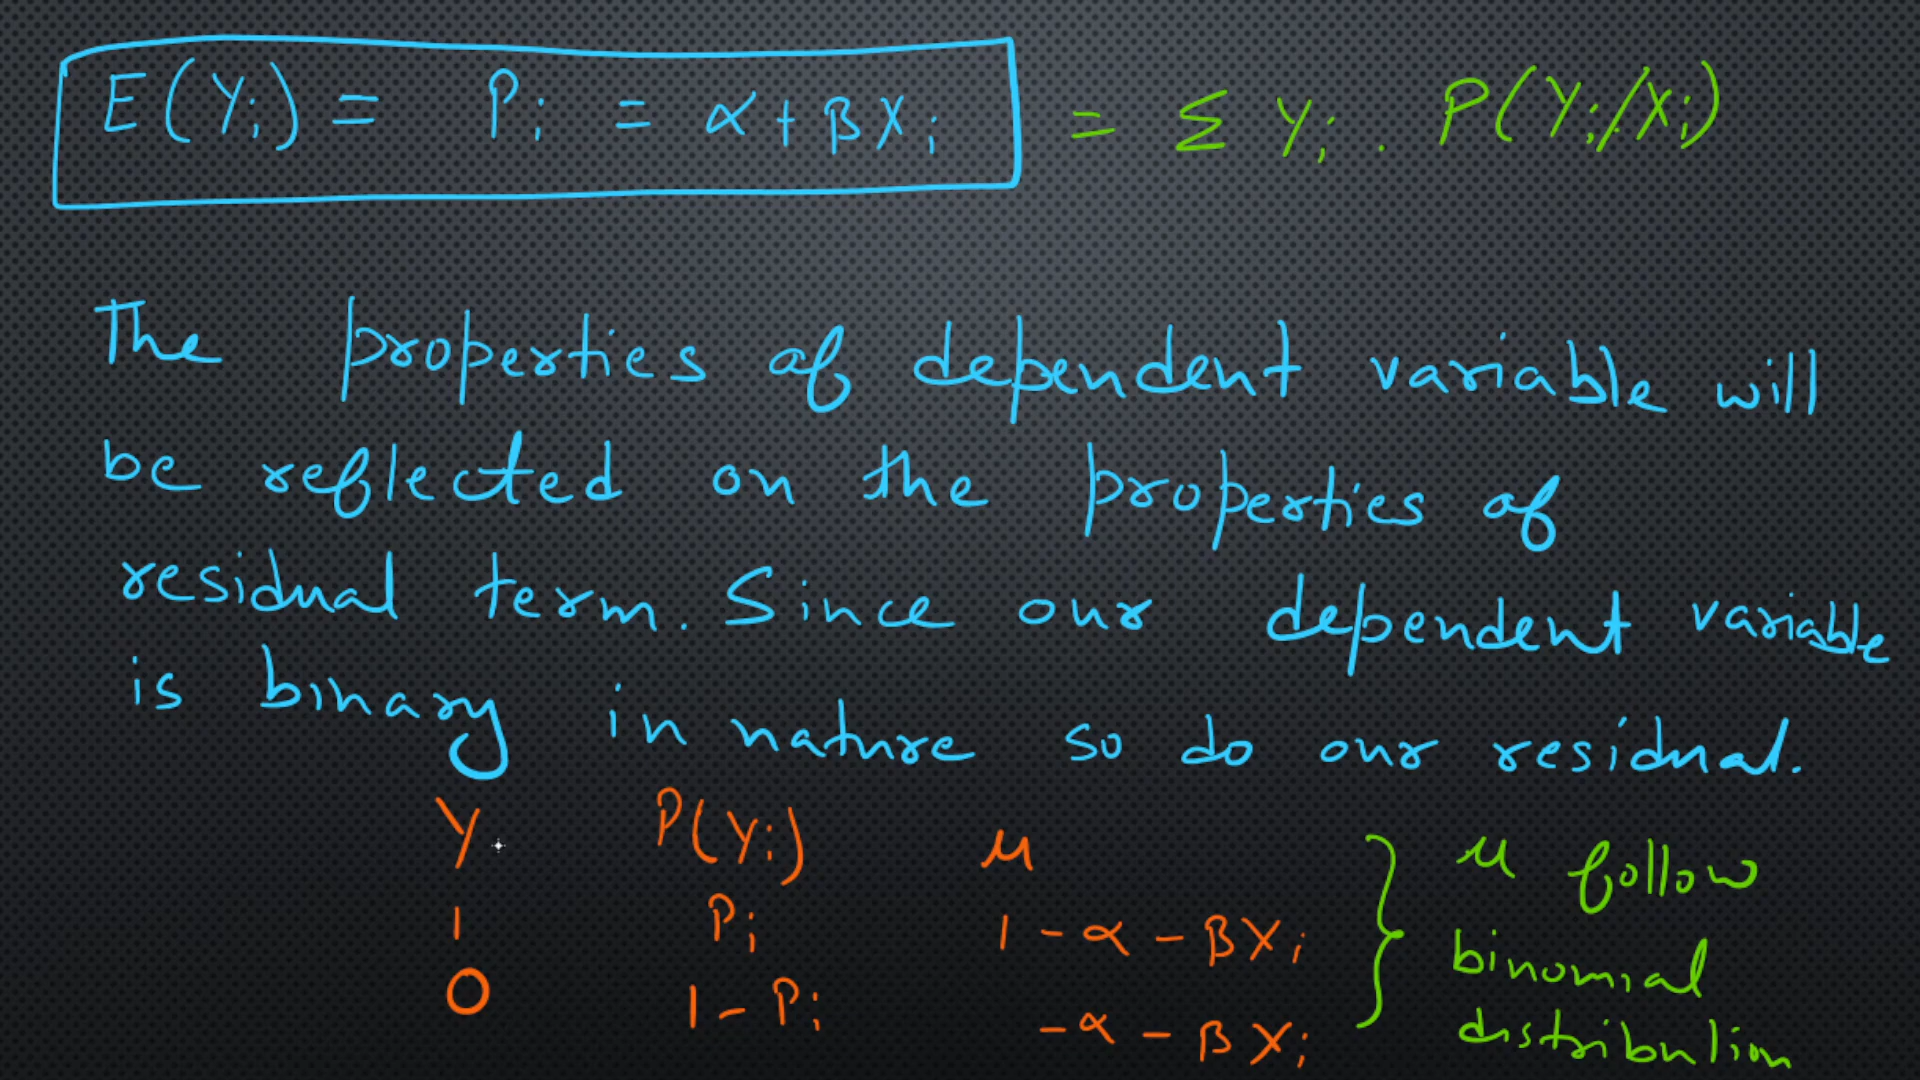 E(Yi) = Pi = α + βXi = Σ Yi . P(Yi/Xi)
The properties of dependent variable will
be reflected on the properties of
residual term. Since our dependent variable
is binary in nature so do our residual.
Y P(Yi) μ
1 Pi 1 - α - βXi
0 1 - Pi -α - βXi
μ follow
binomial
distribution